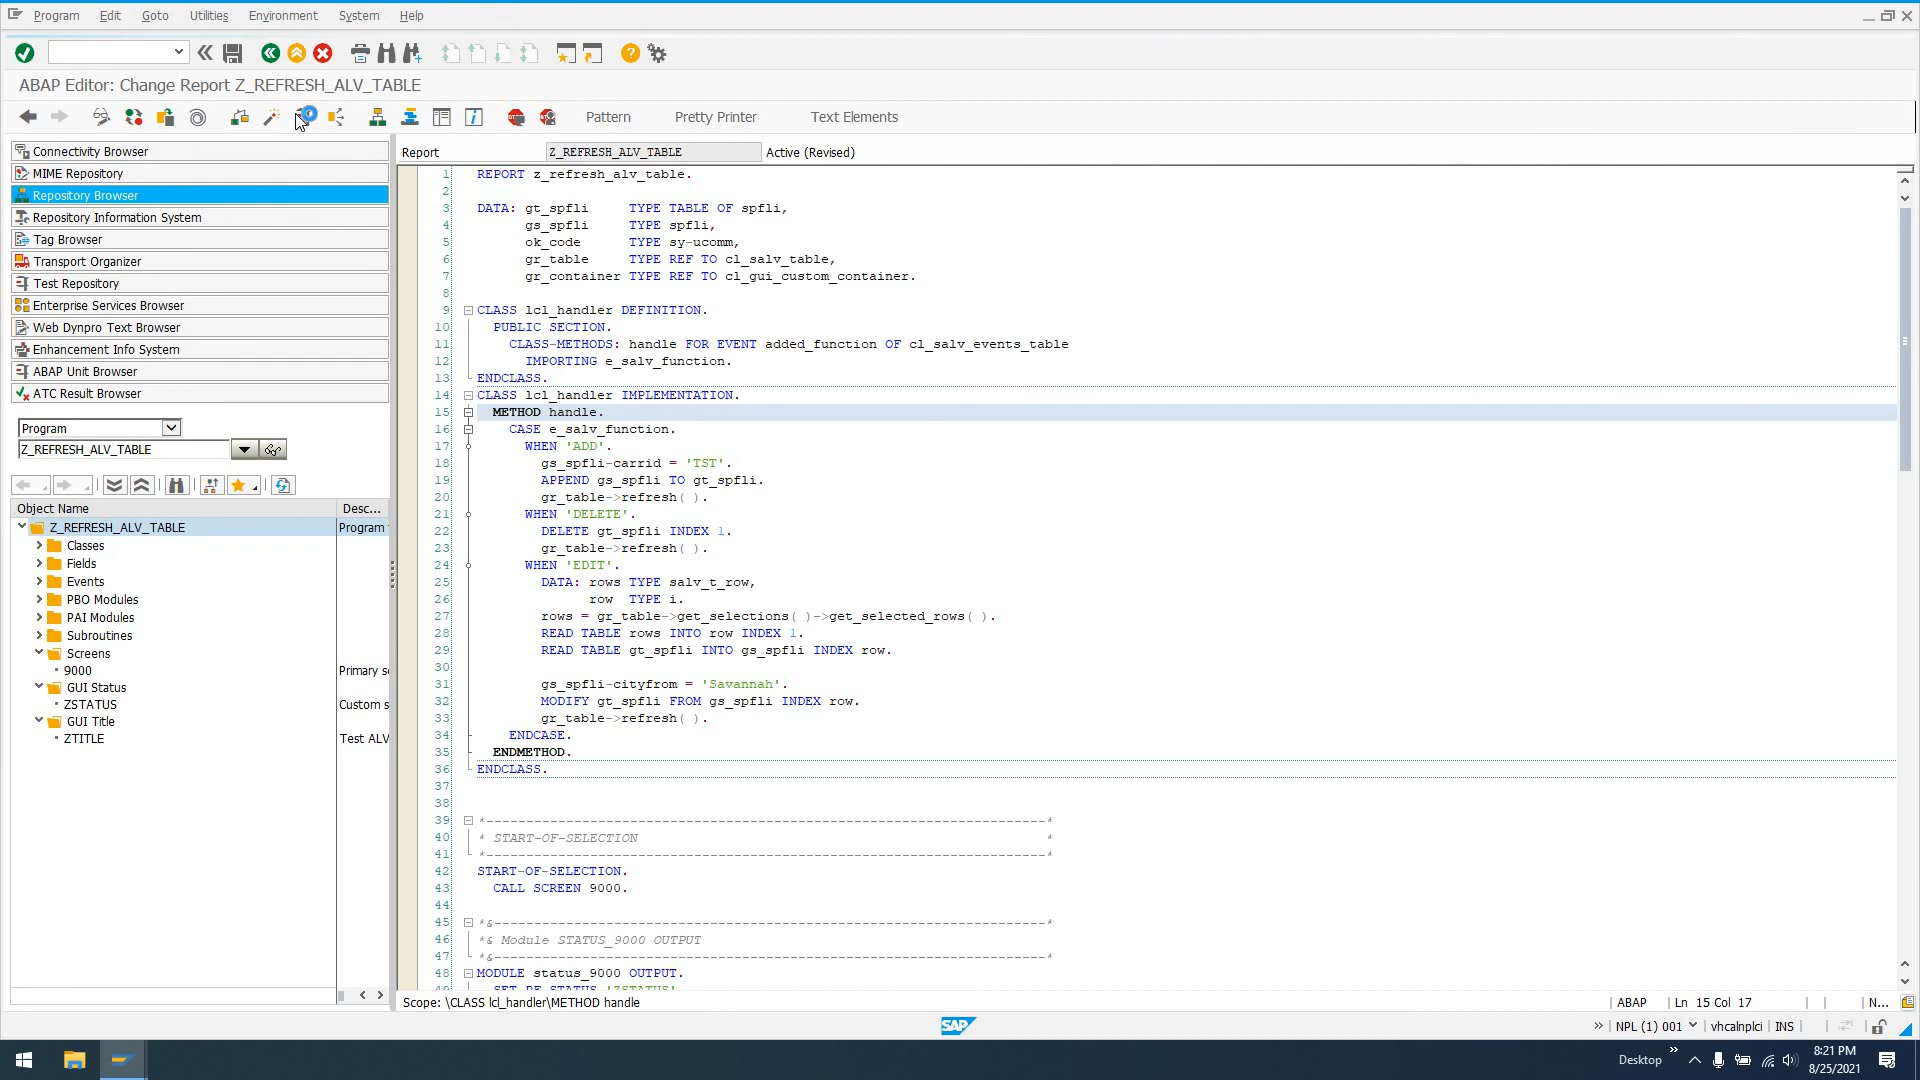 Program Edit Goto Utilities Environment System Help
ABAP Editor: Change Report Z_REFRESH_ALV_TABLE
Pattern Pretty Printer Text Elements
Connectivity Browser
MIME Repository
Repository Browser
Repository Information System
Tag Browser
Transport Organizer
Test Repository
Enterprise Services Browser
Web Dynpro Text Browser
Enhancement Info System
ABAP Unit Browser
ATC Result Browser
Program
Z_REFRESH_ALV_TABLE
Object Name Desc...
Z_REFRESH_ALV_TABLE Program
Classes
Fields
Events
PBO Modules
PAI Modules
Subroutines
Screens
9000 Primary s
GUI Status
ZSTATUS Custom s
GUI Title
ZTITLE Test ALV
Report Z_REFRESH_ALV_TABLE Active (Revised)
1 REPORT z_refresh_alv_table.
2
3 DATA: gt_spfli TYPE TABLE OF spfli,
4 gs_spfli TYPE spfli,
5 ok_code TYPE sy-ucomm,
6 gr_table TYPE REF TO cl_salv_table,
7 gr_container TYPE REF TO cl_gui_custom_container.
8
9 CLASS lcl_handler DEFINITION.
10 PUBLIC SECTION.
11 CLASS-METHODS: handle FOR EVENT added_function OF cl_salv_events_table
12 IMPORTING e_salv_function.
13 ENDCLASS.
14 CLASS lcl_handler IMPLEMENTATION.
15 METHOD handle.
16 CASE e_salv_function.
17 WHEN 'ADD'.
18 gs_spfli-carrid = 'TST'.
19 APPEND gs_spfli TO gt_spfli.
20 gr_table->refresh( ).
21 WHEN 'DELETE'.
22 DELETE gt_spfli INDEX 1.
23 gr_table->refresh( ).
24 WHEN 'EDIT'.
25 DATA: rows TYPE salv_t_row,
26 row TYPE i.
27 rows = gr_table->get_selections( )->get_selected_rows( ).
28 READ TABLE rows INTO row INDEX 1.
29 READ TABLE gt_spfli INTO gs_spfli INDEX row.
30
31 gs_spfli-cityfrom = 'Savannah'.
32 MODIFY gt_spfli FROM gs_spfli INDEX row.
33 gr_table->refresh( ).
34 ENDCASE.
35 ENDMETHOD.
36 ENDCLASS.
37
38
39 *----------------------------------------------------------------------*
40 * START-OF-SELECTION *
41 *----------------------------------------------------------------------*
42 START-OF-SELECTION.
43 CALL SCREEN 9000.
44
45 *&---------------------------------------------------------------------*
46 *& Module STATUS_9000 OUTPUT
47 *&---------------------------------------------------------------------*
48 MODULE status_9000 OUTPUT.
Scope: \CLASS lcl_handler\METHOD handle ABAP Ln 15 Col 17 N...
SAP
NPL (1) 001 vhcalnplci INS
Desktop
8:21 PM
8/25/2021